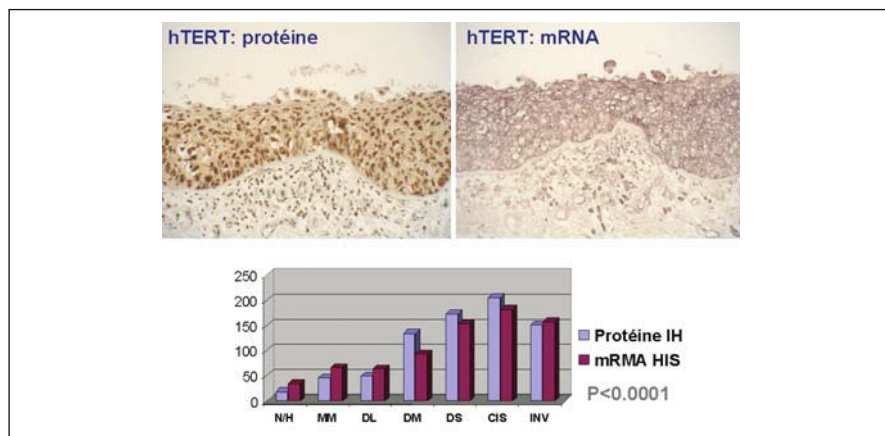 hTERT: protéine
hTERT: mRNA
250
200
150
100
50
0
N/H MM DL DM DS CIS INV
Protéine IH
mRMA HIS
P<0.0001